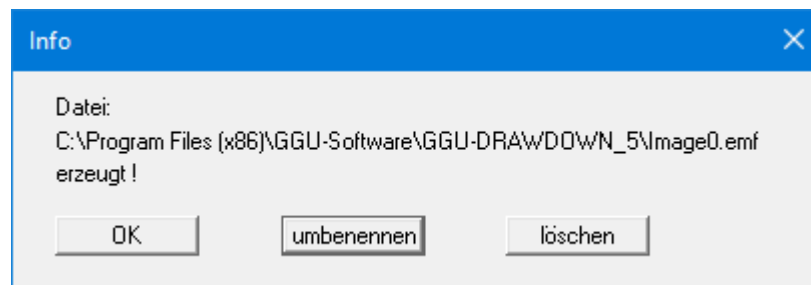 Info
Datei:
C:\Program Files (x86)\GGU-Software\GGU-DRAWDOWN_5\Image0.emf
erzeugt !
OK umbenennen löschen